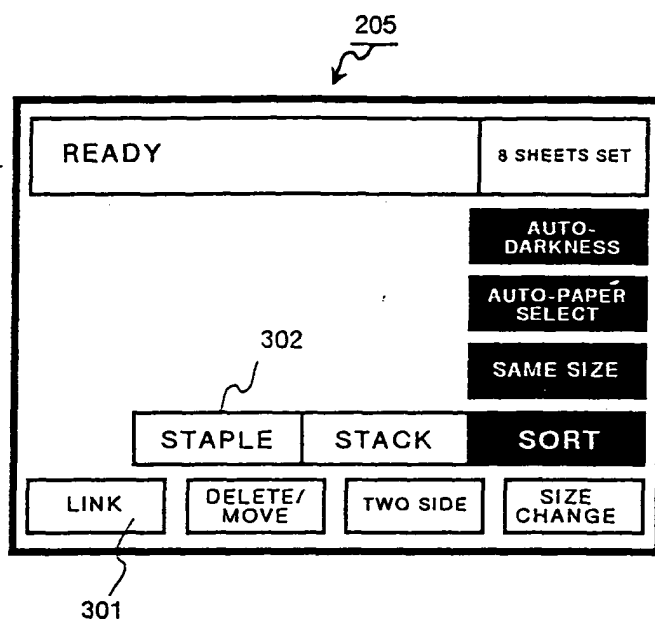 205
READY
8 SHEETS SET
AUTO-
DARKNESS
AUTO-PAPER
SELECT
302
SAME SIZE
STAPLE
STACK
SORT
LINK
DELETE/
MOVE
TWO SIDE
SIZE
CHANGE
301